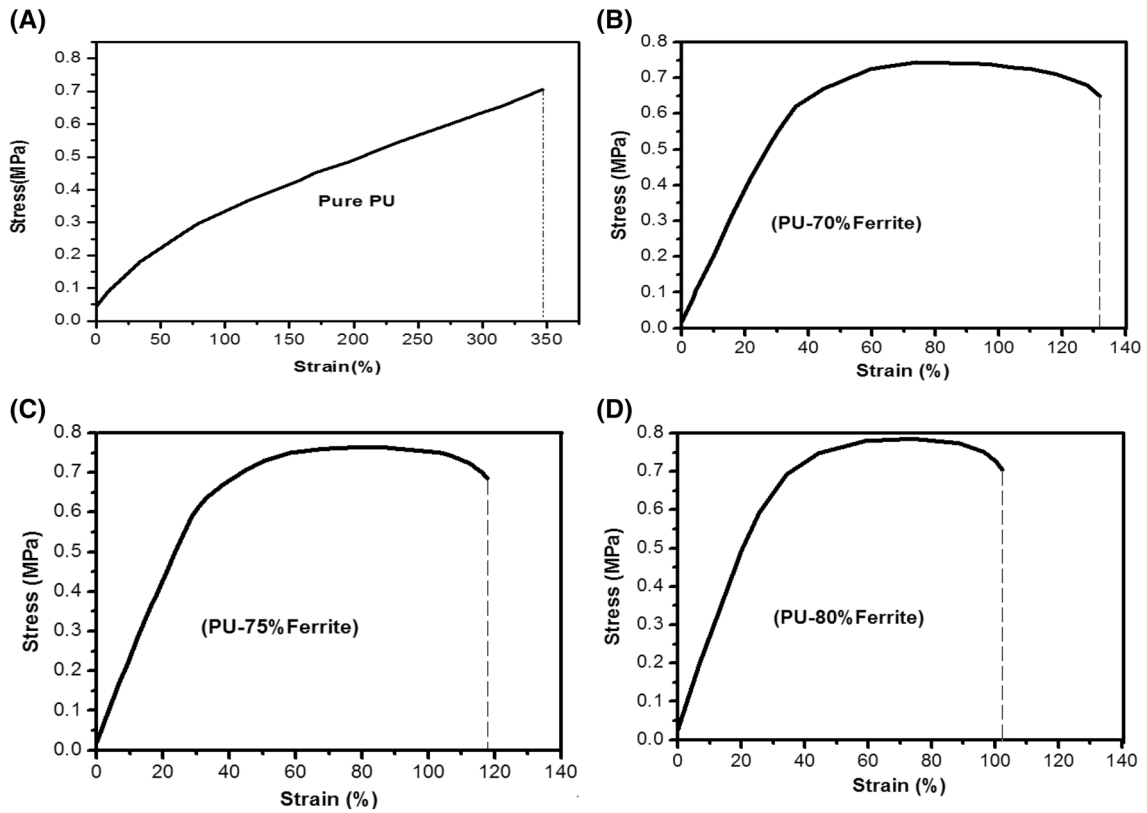 (A)
Stress(MPa)
0.8
0.7
0.6
0.5
0.4
0.3
0.2
0.1
0.0
Pure PU
0 50 100 150 200 250 300 350
Strain(%)
(B)
Stress (MPa)
0.8
0.7
0.6
0.5
0.4
0.3
0.2
0.1
0.0
(PU-70%Ferrite)
0 20 40 60 80 100 120 140
Strain (%)
(C)
Stress (MPa)
0.8
0.7
0.6
0.5
0.4
0.3
0.2
0.1
0.0
(PU-75%Ferrite)
0 20 40 60 80 100 120 140
Strain (%)
(D)
Stress (MPa)
0.8
0.7
0.6
0.5
0.4
0.3
0.2
0.1
0.0
(PU-80%Ferrite)
0 20 40 60 80 100 120 140
Strain (%)